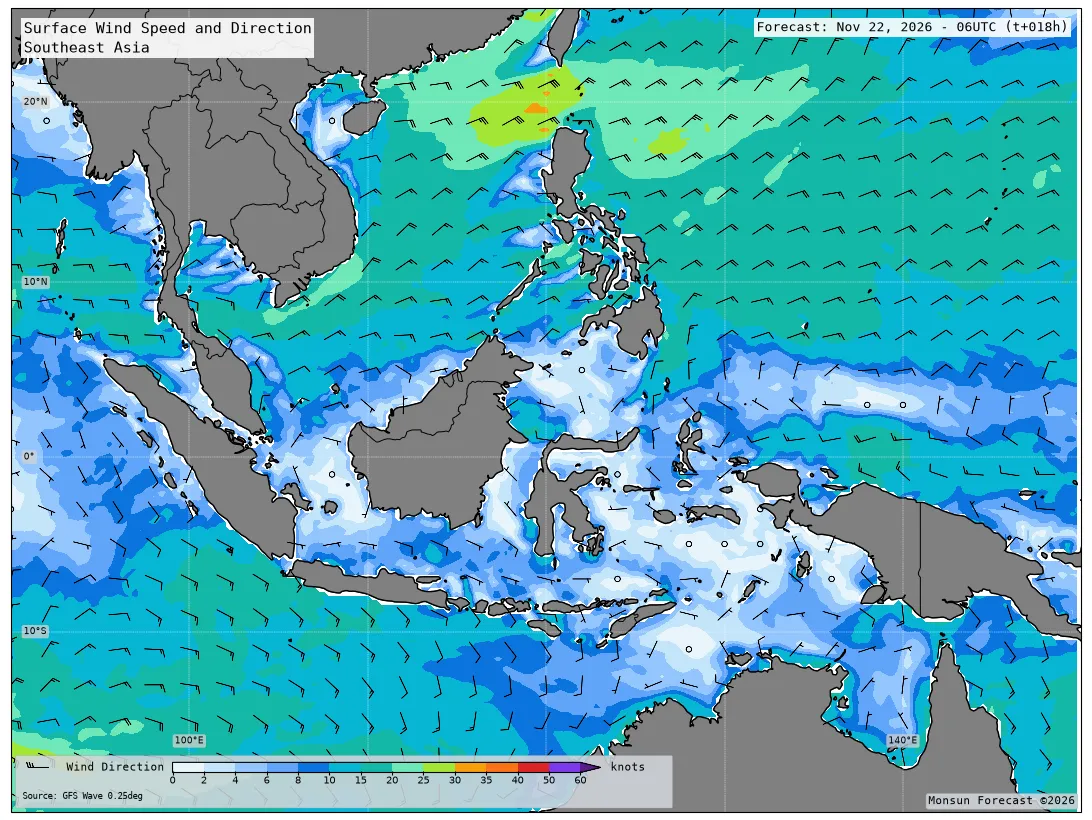 Surface Wind Speed and Direction
Southeast Asia
Forecast: Nov 22, 2026 - 06UTC (t+018h)
20°N
10°N
0°
10°S
100°E
140°E
Wind Direction
knots
0 2 4 6 8 10 15 20 25 30 35 40 50 60
Source: GFS Wave 0.25deg
Monsun Forecast ©2026